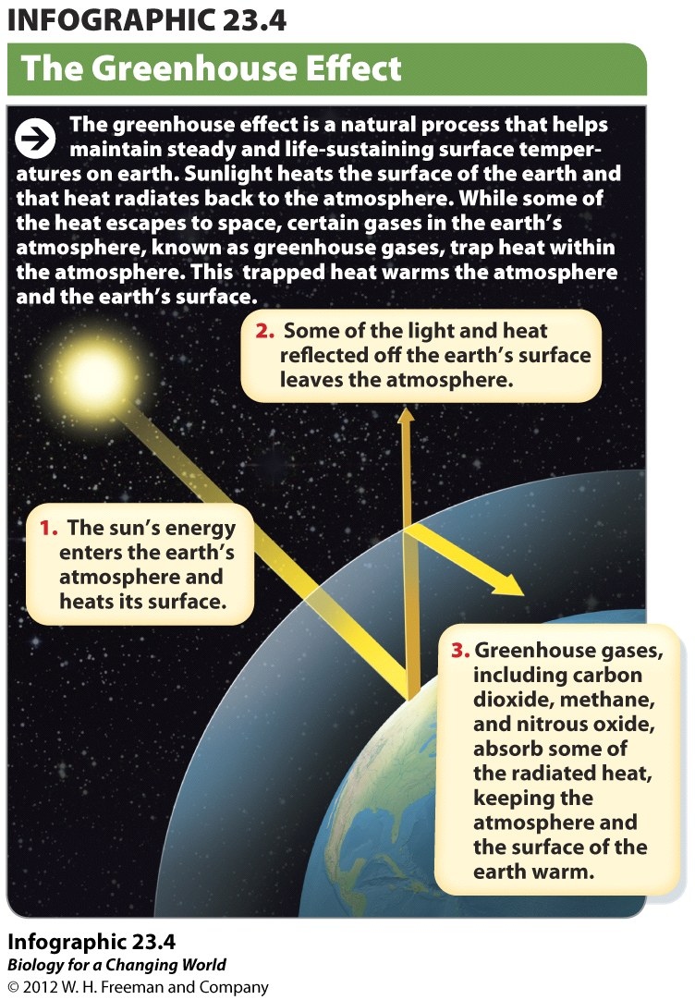 INFOGRAPHIC 23.4
The Greenhouse Effect
The greenhouse effect is a natural process that helps
maintain steady and life-sustaining surface temper-
atures on earth. Sunlight heats the surface of the earth and
that heat radiates back to the atmosphere. While some of
the heat escapes to space, certain gases in the earth's
atmosphere, known as greenhouse gases, trap heat within
the atmosphere. This trapped heat warms the atmosphere
and the earth's surface.
2. Some of the light and heat
reflected off the earth's surface
leaves the atmosphere.
1. The sun's energy
enters the earth's
atmosphere and
heats its surface.
3. Greenhouse gases,
including carbon
dioxide, methane,
and nitrous oxide,
absorb some of
the radiated heat,
keeping the
atmosphere and
the surface of the
earth warm.
Infographic 23.4
Biology for a Changing World
© 2012 W. H. Freeman and Company